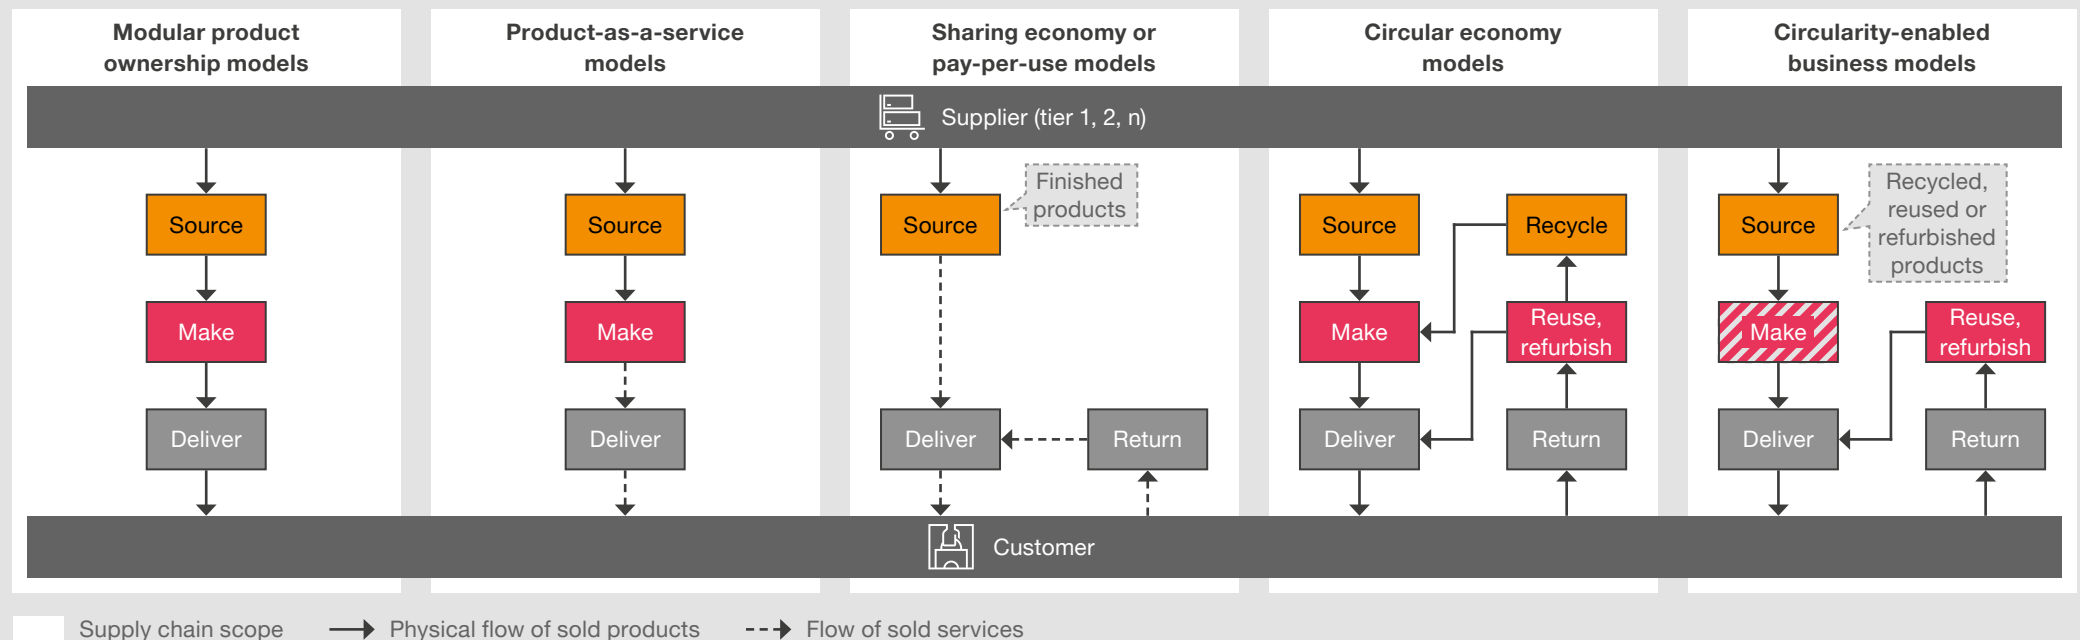 Modular product
ownership models
Product-as-a-service
models
Sharing economy or
pay-per-use models
Circular economy
models
Circularity-enabled
business models
Supplier (tier 1, 2, n)
Source
Make
Deliver
Source
Make
Deliver
Source
Finished
products
Deliver
Return
Source
Recycle
Make
Reuse,
refurbish
Deliver
Return
Source
Recycled,
reused or
refurbished
products
Make
Reuse,
refurbish
Deliver
Return
Customer
Supply chain scope
Physical flow of sold products
Flow of sold services